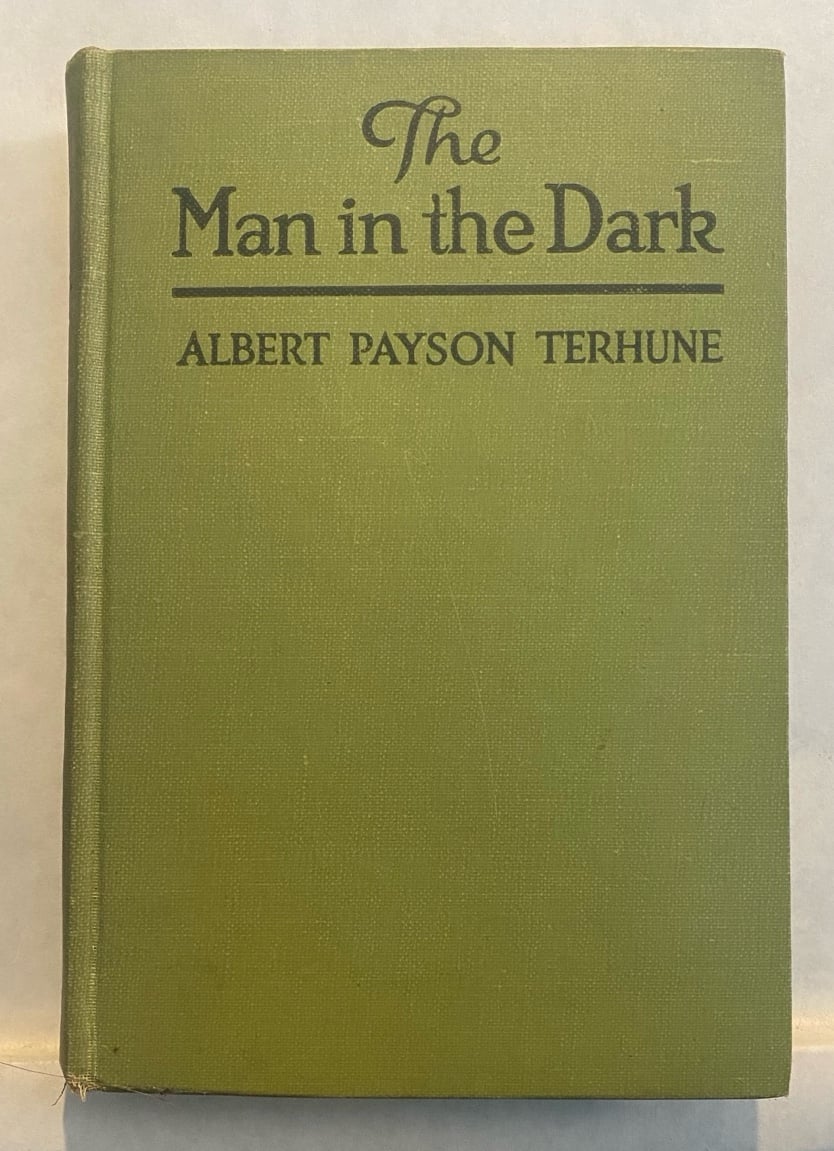 The
Man in the Dark
ALBERT PAYSON TERHUNE